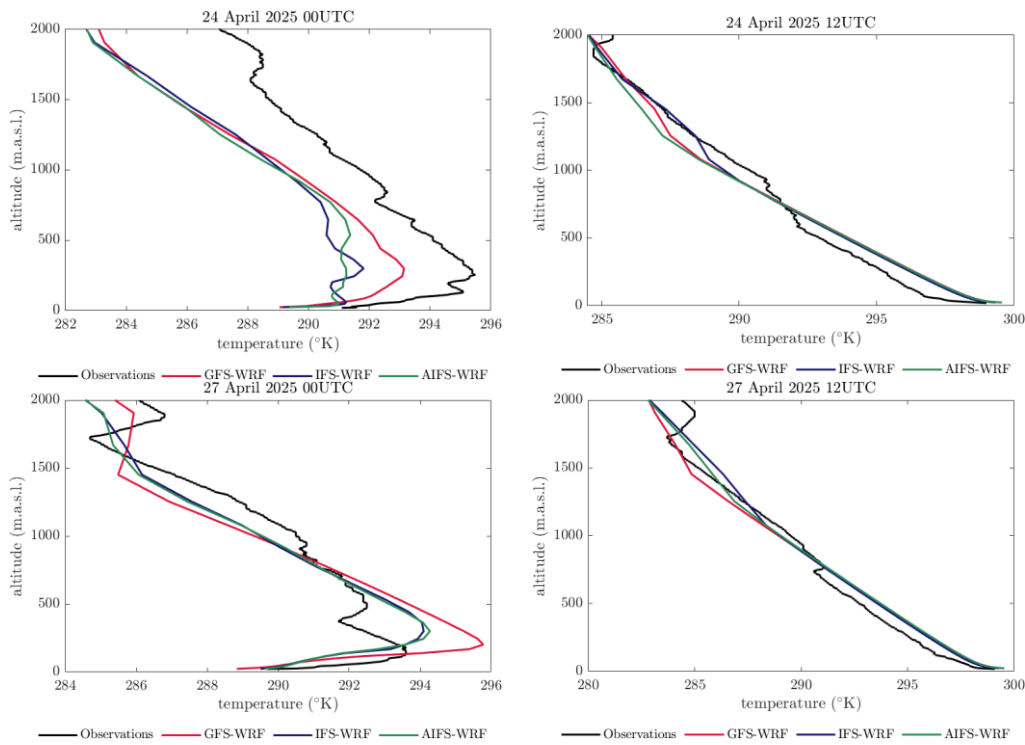 24 April 2025 00UTC
2000
1500
1000
500
0
altitude (m.a.s.l.)
282 284 286 288 290 292 294 296
temperature (°K)
Observations GFS-WRF IFS-WRF AIFS-WRF
24 April 2025 12UTC
2000
1500
1000
500
0
altitude (m.a.s.l.)
285 290 295 300
temperature (°K)
Observations GFS-WRF IFS-WRF AIFS-WRF
27 April 2025 00UTC
2000
1500
1000
500
0
altitude (m.a.s.l.)
284 286 288 290 292 294 296
temperature (°K)
Observations GFS-WRF IFS-WRF AIFS-WRF
27 April 2025 12UTC
2000
1500
1000
500
0
altitude (m.a.s.l.)
280 285 290 295 300
temperature (°K)
Observations GFS-WRF IFS-WRF AIFS-WRF